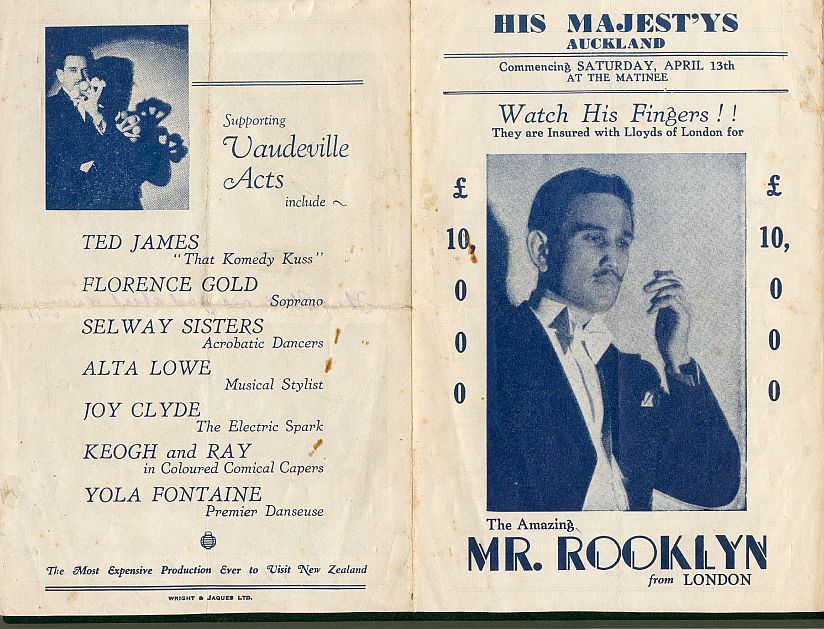 Supporting
Vaudeville
Acts
include
TED JAMES
"That Komedy Kuss"
FLORENCE GOLD
Soprano
SELWAY SISTERS
Acrobatic Dancers
ALTA LOWE
Musical Stylist
JOY CLYDE
The Electric Spark
KEOGH and RAY
in Coloured Comical Capers
YOLA FONTAINE
Premier Danseuse
The Most Expensive Production Ever to Visit New Zealand
WRIGHT & JAQUES LTD.
HIS MAJEST'YS
AUCKLAND
Commencing SATURDAY, APRIL 13th
AT THE MATINEE
Watch His Fingers!!
They are Insured with Lloyds of London for
£
10,
0
0
0
£
10,
0
0
0
The Amazing
MR. ROOKLYN
from LONDON